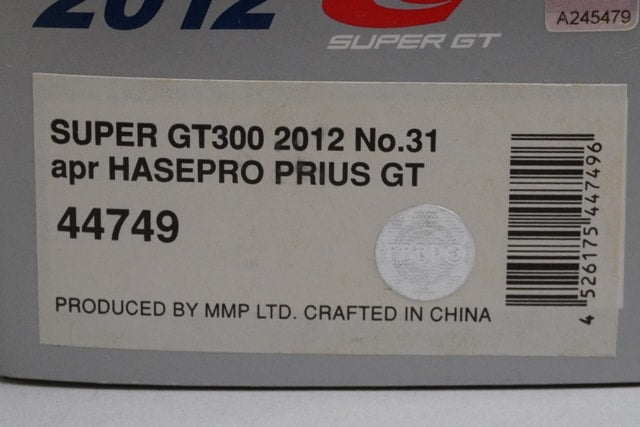 2012
SUPER GT
A245479
SUPER GT300 2012 No.31
apr HASEPRO PRIUS GT
44749
PRODUCED BY MMP LTD. CRAFTED IN CHINA
4 526175 447496